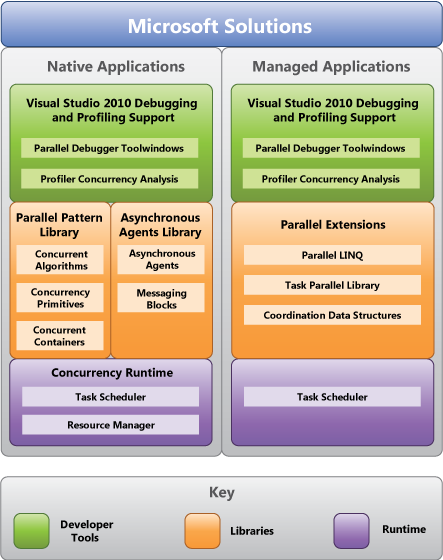 Microsoft Solutions
Native Applications
Visual Studio 2010 Debugging
and Profiling Support
Parallel Debugger Toolwindows
Profiler Concurrency Analysis
Parallel Pattern
Library
Concurrent
Algorithms
Concurrency
Primitives
Concurrent
Containers
Asynchronous
Agents Library
Asynchronous
Agents
Messaging
Blocks
Concurrency Runtime
Task Scheduler
Resource Manager
Managed Applications
Visual Studio 2010 Debugging
and Profiling Support
Parallel Debugger Toolwindows
Profiler Concurrency Analysis
Parallel Extensions
Parallel LINQ
Task Parallel Library
Coordination Data Structures
Task Scheduler
Key
Developer
Tools
Libraries
Runtime